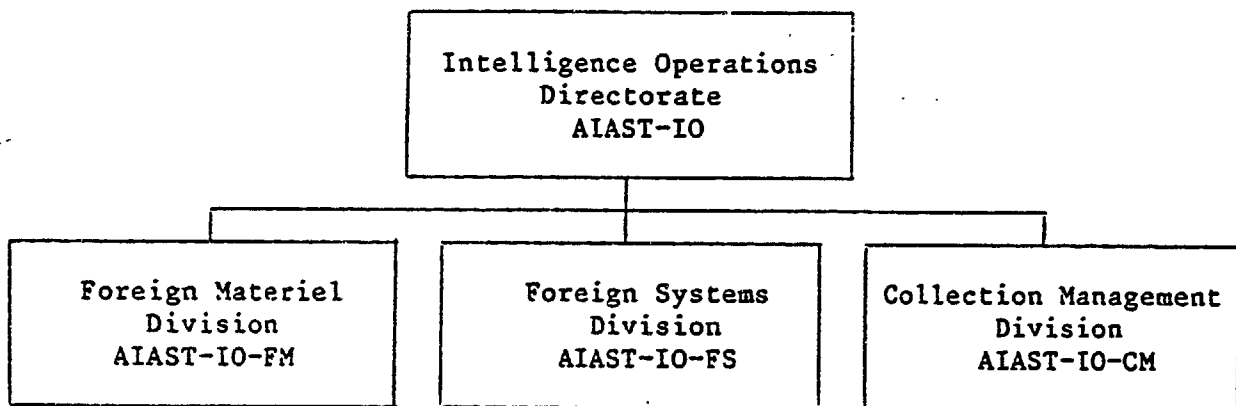 Intelligence Operations
Directorate
AIAST-IO
Foreign Materiel
Division
AIAST-IO-FM
Foreign Systems
Division
AIAST-IO-FS
Collection Management
Division
AIAST-IO-CM